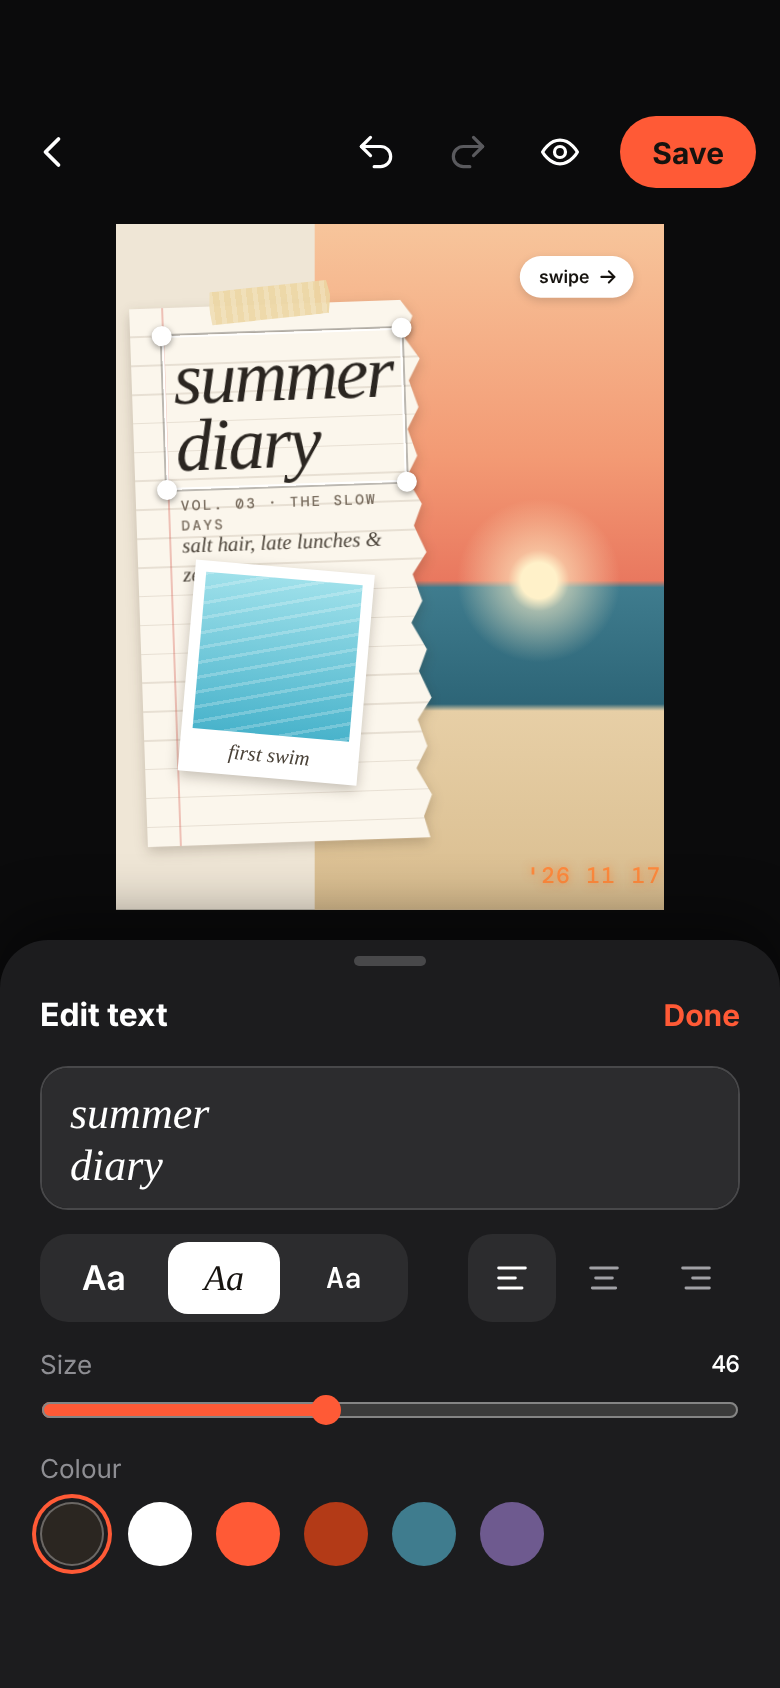 Save
swipe →
summer
diary
VOL. 03 · THE SLOW
DAYS
salt hair, late lunches &
first swim
'26 11 17
Edit text
Done
summer
diary
Aa Aa Aa
Size
46
Colour